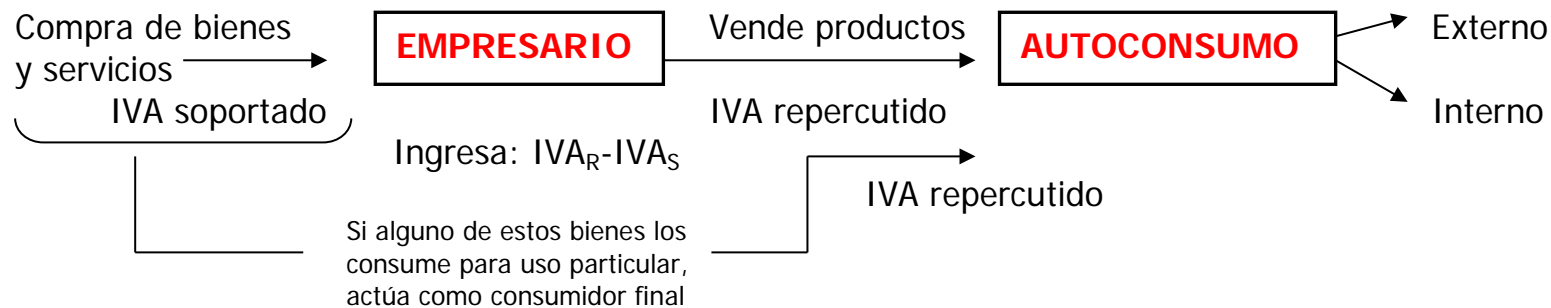 Compra de bienes
y servicios
IVA soportado
EMPRESARIO
Ingresa: IVAR-IVAS
Vende productos
IVA repercutido
AUTOCONSUMO
Externo
Interno
IVA repercutido
Si alguno de estos bienes los
consume para uso particular,
actúa como consumidor final